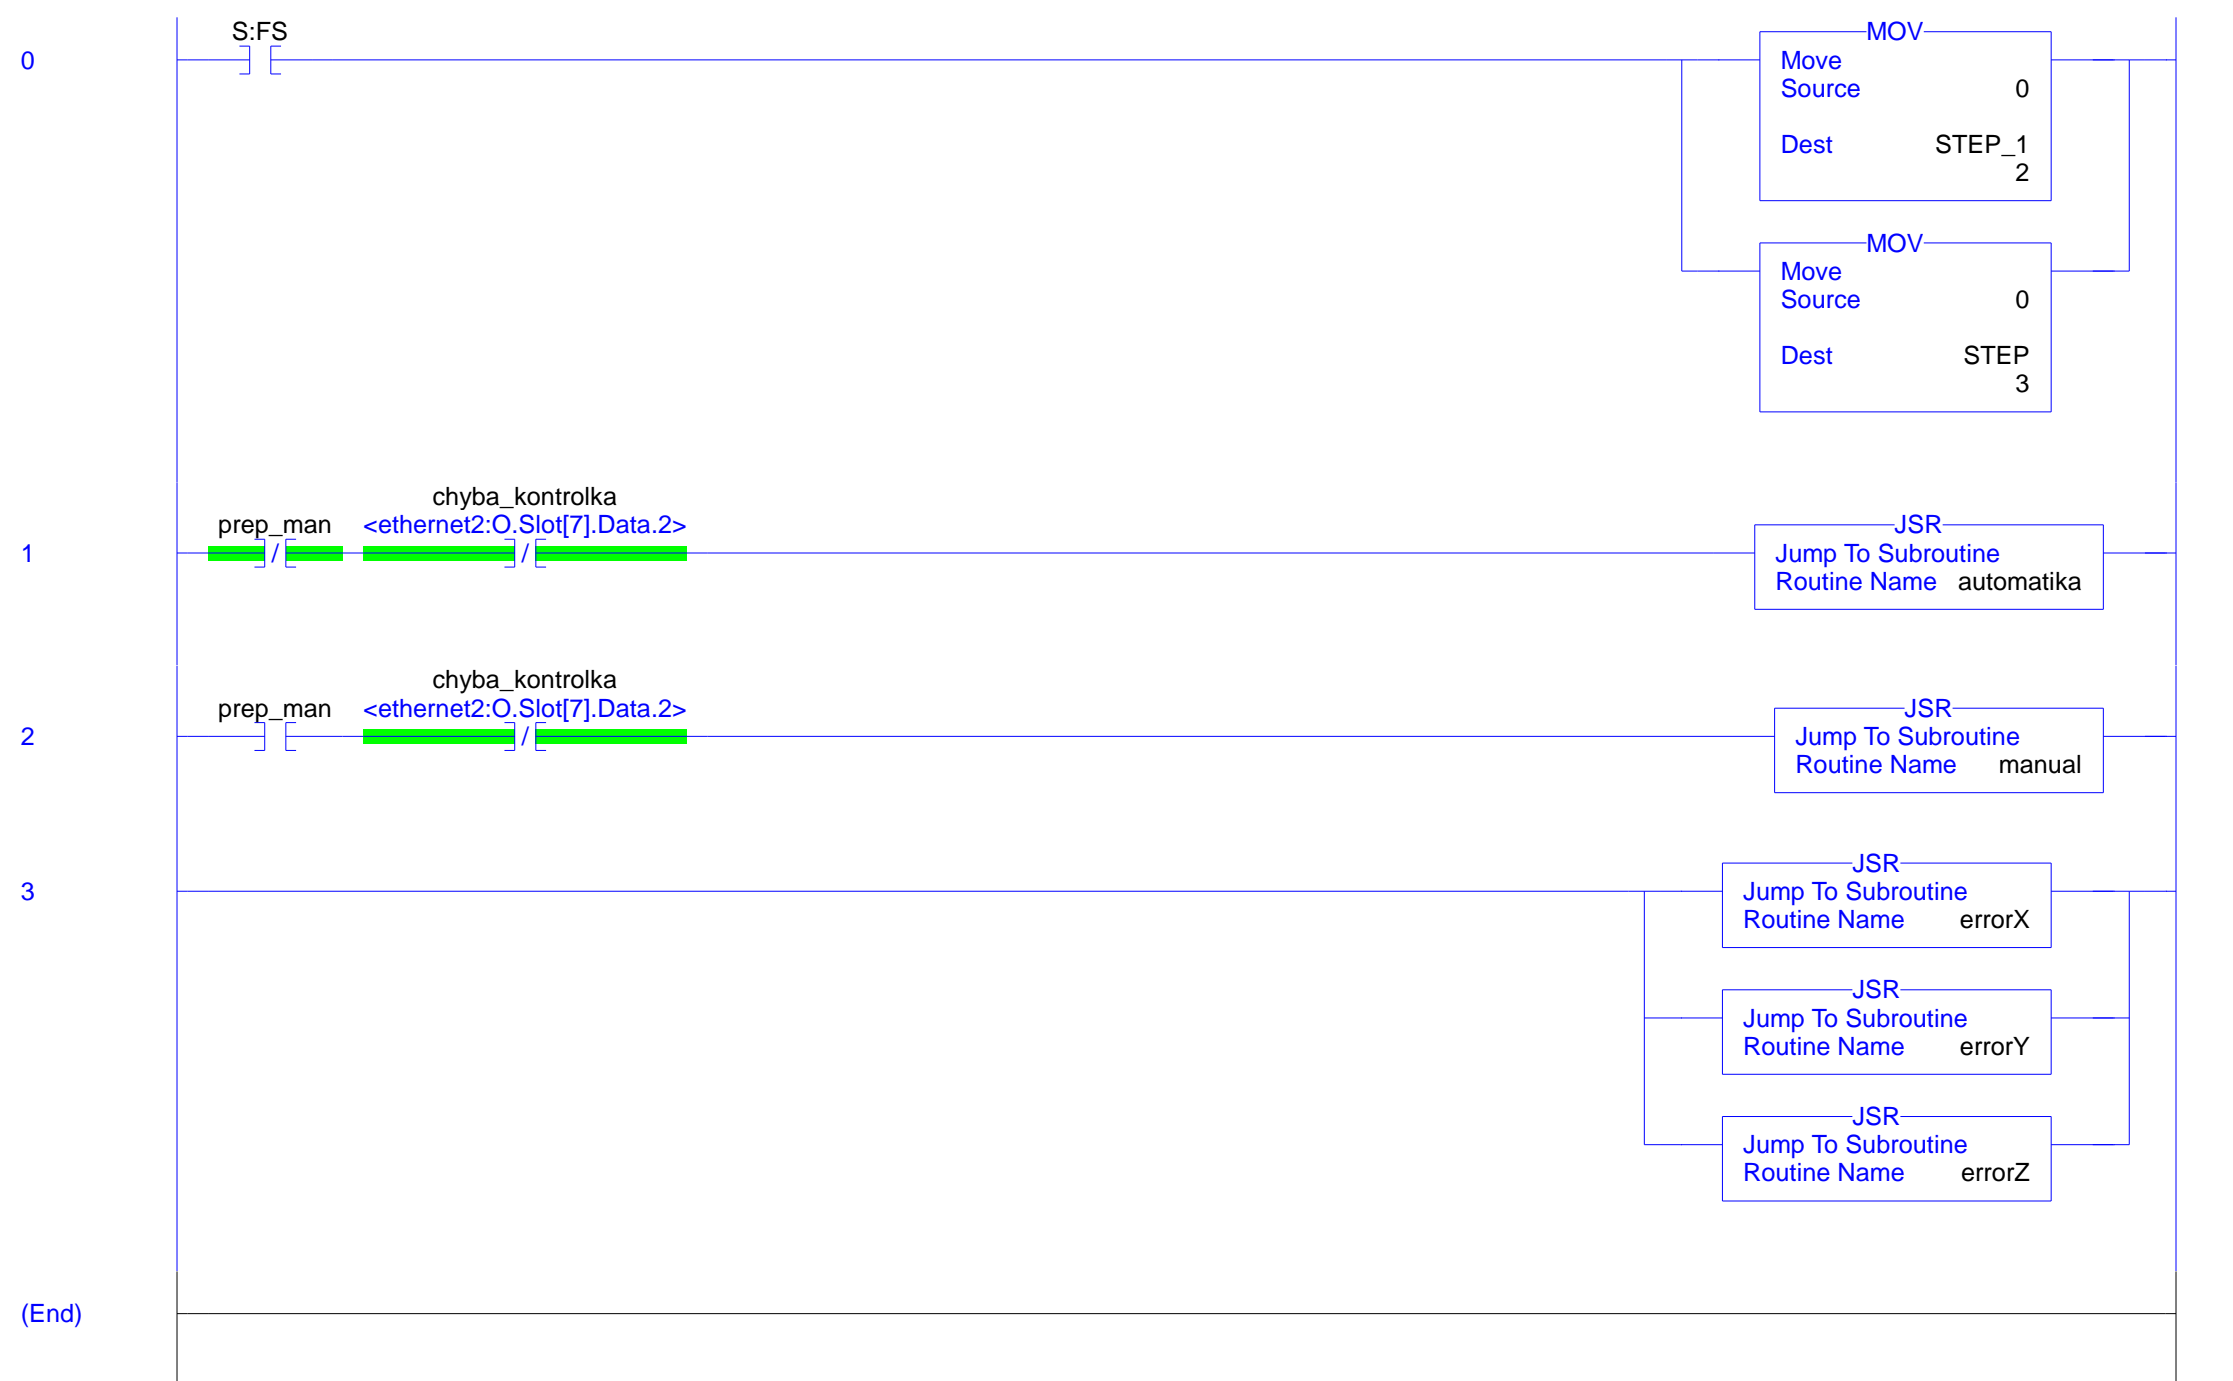 S:FS
0
MOV
Move
Source 0
Dest STEP_1
2
MOV
Move
Source 0
Dest STEP
3
chyba_kontrolka
prep_man <ethernet2:O.Slot[7].Data.2>
/ /
1
JSR
Jump To Subroutine
Routine Name automatika
chyba_kontrolka
prep_man <ethernet2:O.Slot[7].Data.2>
/
2
JSR
Jump To Subroutine
Routine Name manual
3
JSR
Jump To Subroutine
Routine Name errorX
JSR
Jump To Subroutine
Routine Name errorY
JSR
Jump To Subroutine
Routine Name errorZ
(End)